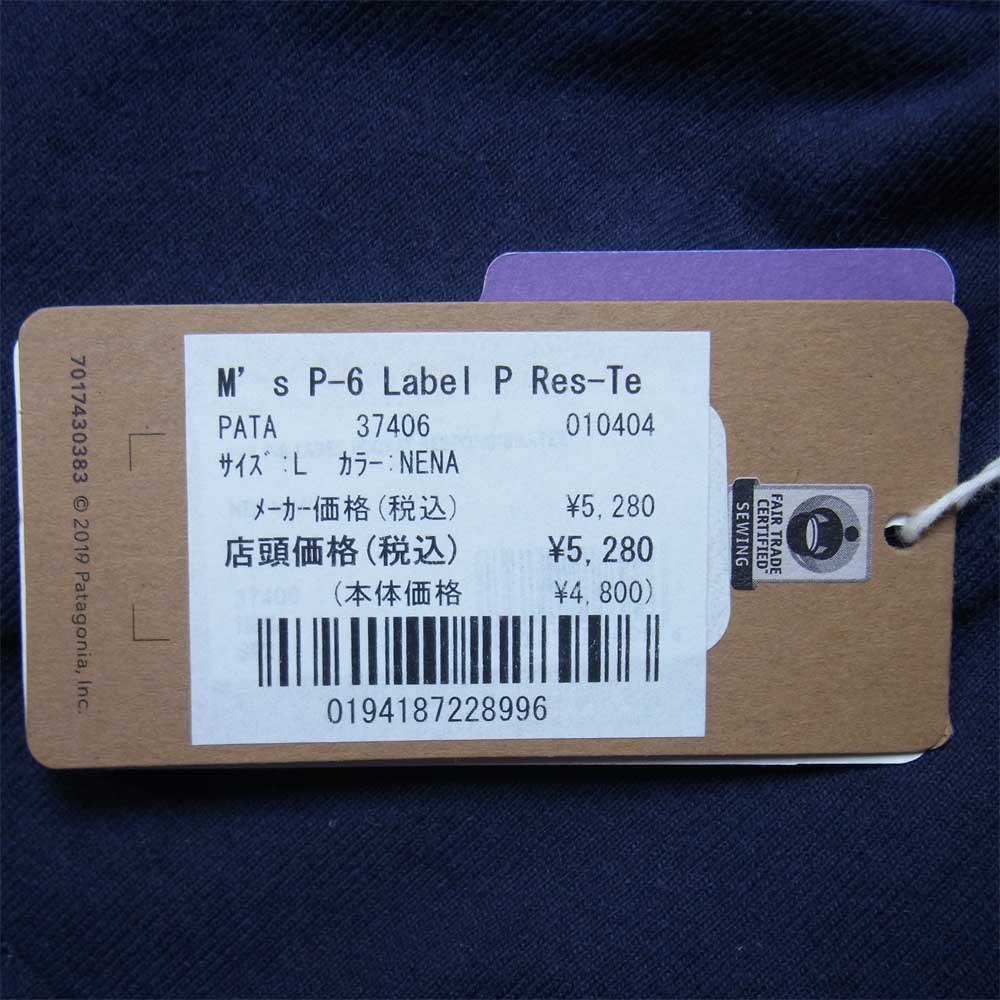 M's P-6 Label P Res-Te
PATA 37406 010404
ｻｲｽﾞ:L ｶﾗｰ:NENA
ﾒｰｶｰ価格(税込) ¥5,280
店頭価格(税込) ¥5,280
(本体価格 ¥4,800)
0194187228996
7017430383 © 2019 Patagonia, Inc.
FAIR TRADE
CERTIFIED™
SEWING